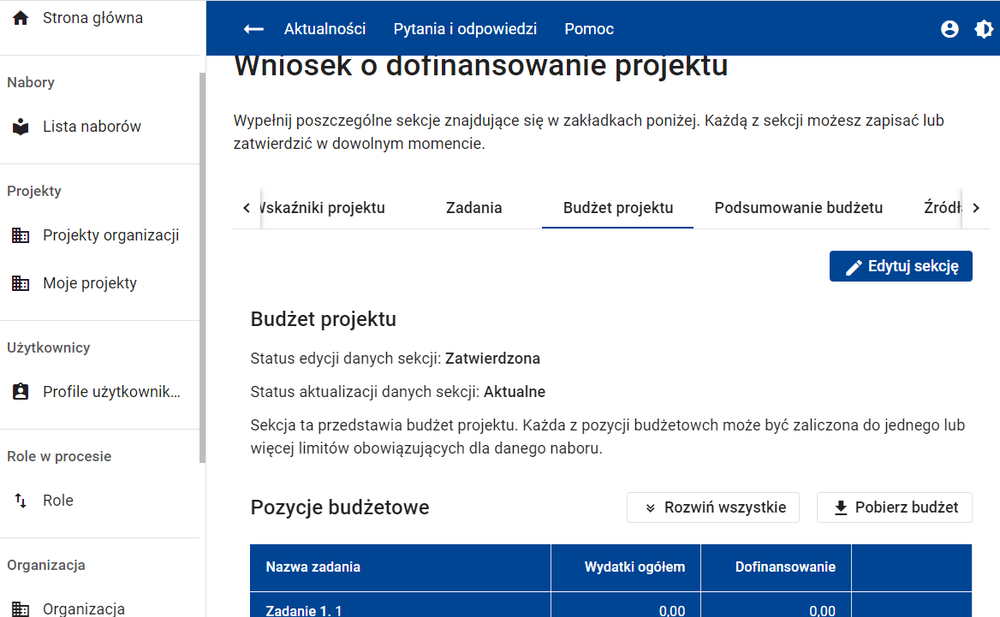 Strona główna
Nabory
Lista naborów
Projekty
Projekty organizacji
Moje projekty
Użytkownicy
Profile użytkownik...
Role w procesie
Role
Organizacja
Organizacja
Aktualności Pytania i odpowiedzi Pomoc
Wniosek o dofinansowanie projektu
Wypełnij poszczególne sekcje znajdujące się w zakładkach poniżej. Każdą z sekcji możesz zapisać lub
zatwierdzić w dowolnym momencie.
Wskaźniki projektu Zadania Budżet projektu Podsumowanie budżetu Źródł
Edytuj sekcję
Budżet projektu
Status edycji danych sekcji: Zatwierdzona
Status aktualizacji danych sekcji: Aktualne
Sekcja ta przedstawia budżet projektu. Każda z pozycji budżetowch może być zaliczona do jednego lub
więcej limitów obowiązujących dla danego naboru.
Pozycje budżetowe Rozwiń wszystkie Pobierz budżet
Nazwa zadania Wydatki ogółem Dofinansowanie
Zadanie 1. 1 0,00 0,00